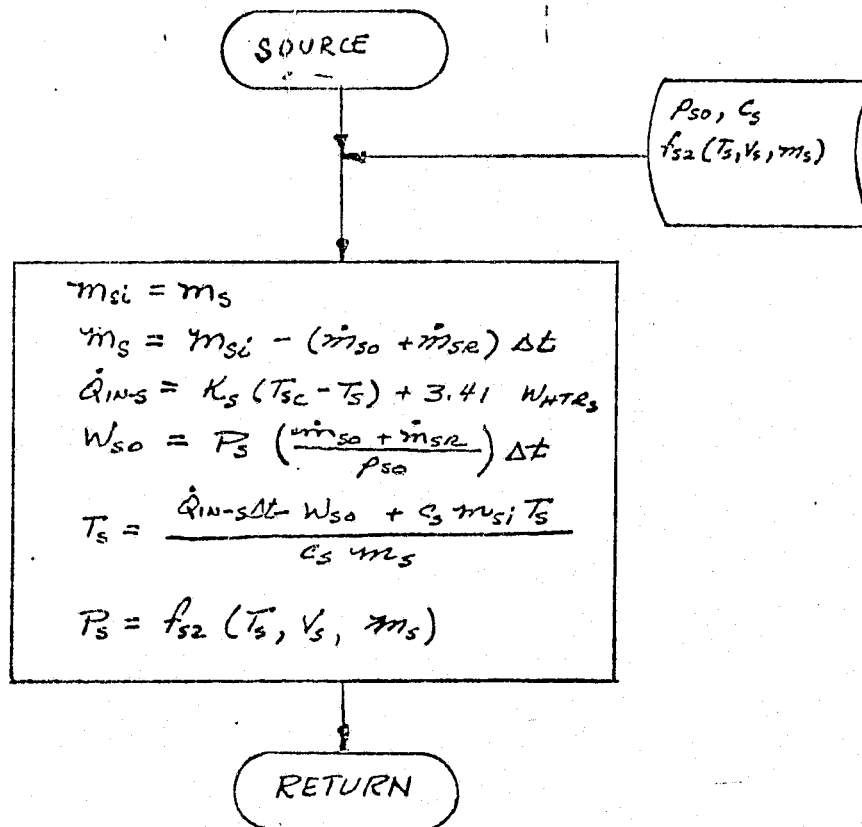 SOURCE
ρso, Cs
fs2 (Ts, Vs, ms)
msi = ms
ms = msi - (ṁso + ṁSR) Δt
Q̇IN-S = Ks (Tsc - Ts) + 3.41 WHTRs
Wso = Ps ((ṁso + ṁSR) / ρso) Δt
Ts = (Q̇IN-S Δt - Wso + cs msi Ts) / (cs ms)
Ps = fs2 (Ts, Vs, ms)
RETURN